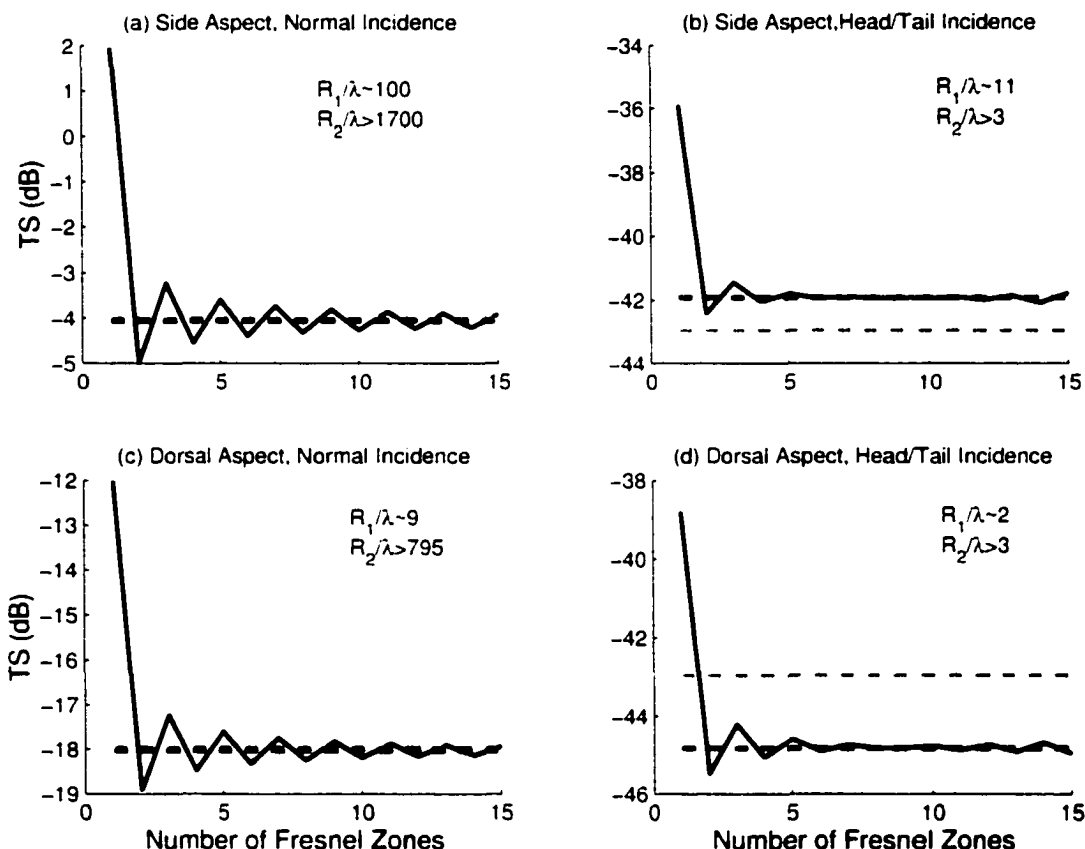 (a) Side Aspect, Normal Incidence
TS (dB)
2
1
0
−1
−2
−3
−4
−5
R1/λ~100
R2/λ>1700
0
5
10
15
(b) Side Aspect,Head/Tail Incidence
−34
−36
−38
−40
−42
−44
R1/λ~11
R2/λ>3
0
5
10
15
(c) Dorsal Aspect, Normal Incidence
TS (dB)
−12
−13
−14
−15
−16
−17
−18
−19
R1/λ~9
R2/λ>795
0
5
10
15
Number of Fresnel Zones
(d) Dorsal Aspect, Head/Tail Incidence
−38
−40
−42
−44
−46
R1/λ~2
R2/λ>3
0
5
10
15
Number of Fresnel Zones